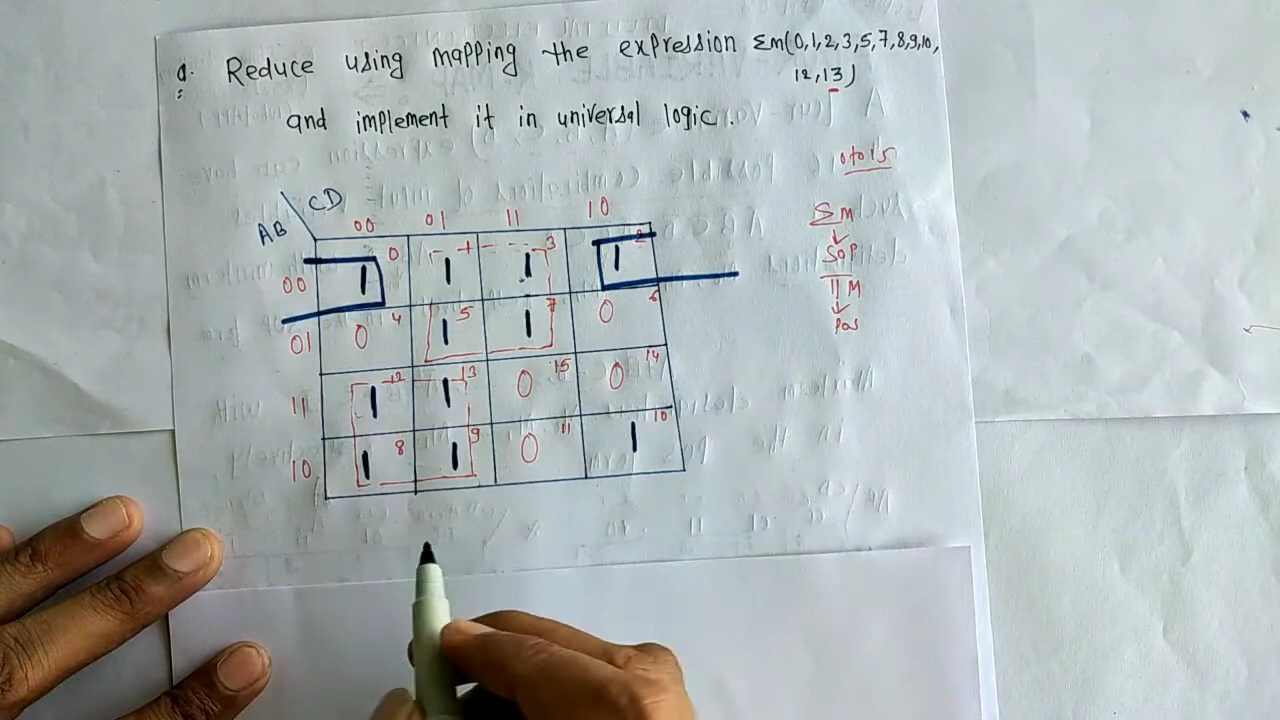 Q. Reduce using mapping the expression Σm(0,1,2,3,5,7,8,9,10,
12,13)
and implement it in universal logic.
0 to 15
CD
AB
00 01 11 10
00 1 0 1 1 1 3 1 2
01 0 4 1 5 1 7 0 6
11 1 12 1 13 0 15 0 14
10 1 8 1 9 0 11 1 10
Σm
↓
SOP
ΠM
↓
Pos